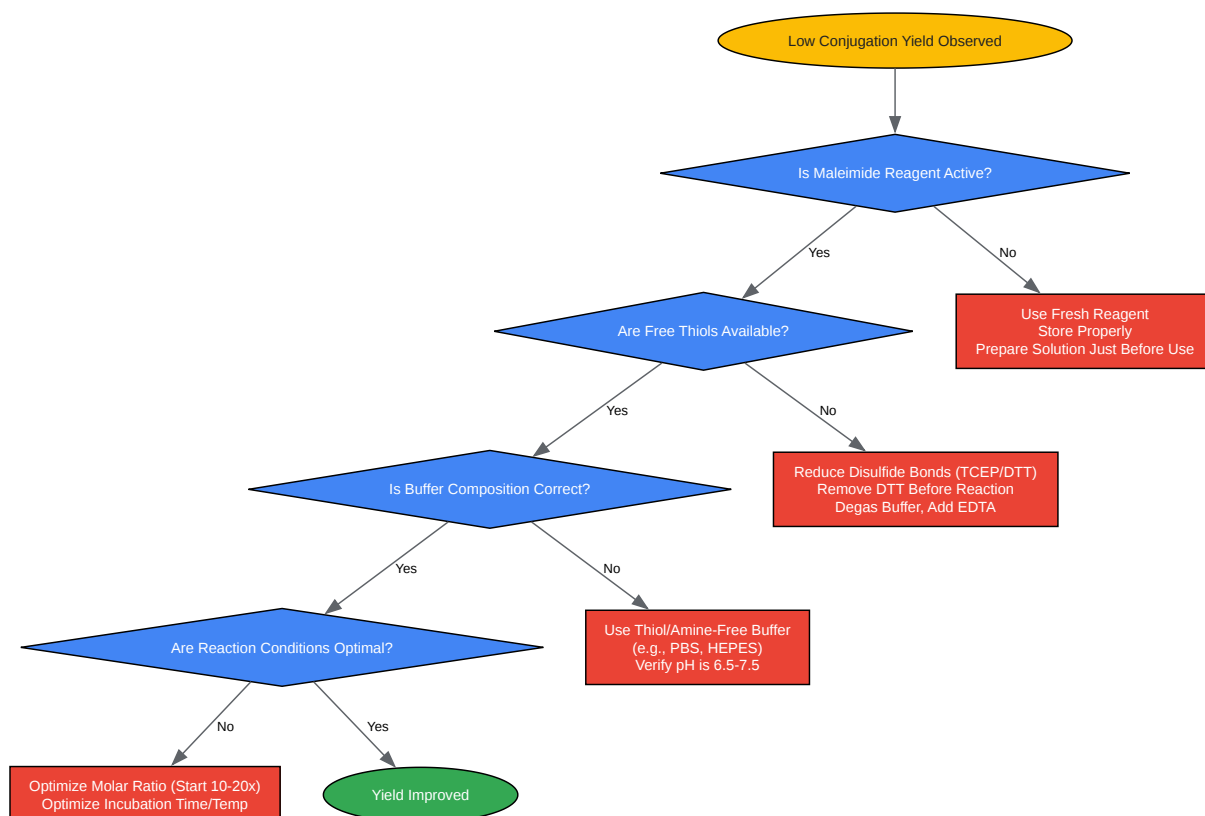 Low Conjugation Yield Observed
Is Maleimide Reagent Active?
Yes
No
Are Free Thiols Available?
Use Fresh Reagent
Store Properly
Prepare Solution Just Before Use
Yes
No
Is Buffer Composition Correct?
Reduce Disulfide Bonds (TCEP/DTT)
Remove DTT Before Reaction
Degas Buffer, Add EDTA
Yes
No
Are Reaction Conditions Optimal?
Use Thiol/Amine-Free Buffer
(e.g., PBS, HEPES)
Verify pH is 6.5-7.5
No
Yes
Optimize Molar Ratio (Start 10-20x)
Optimize Incubation Time/Temp
Yield Improved